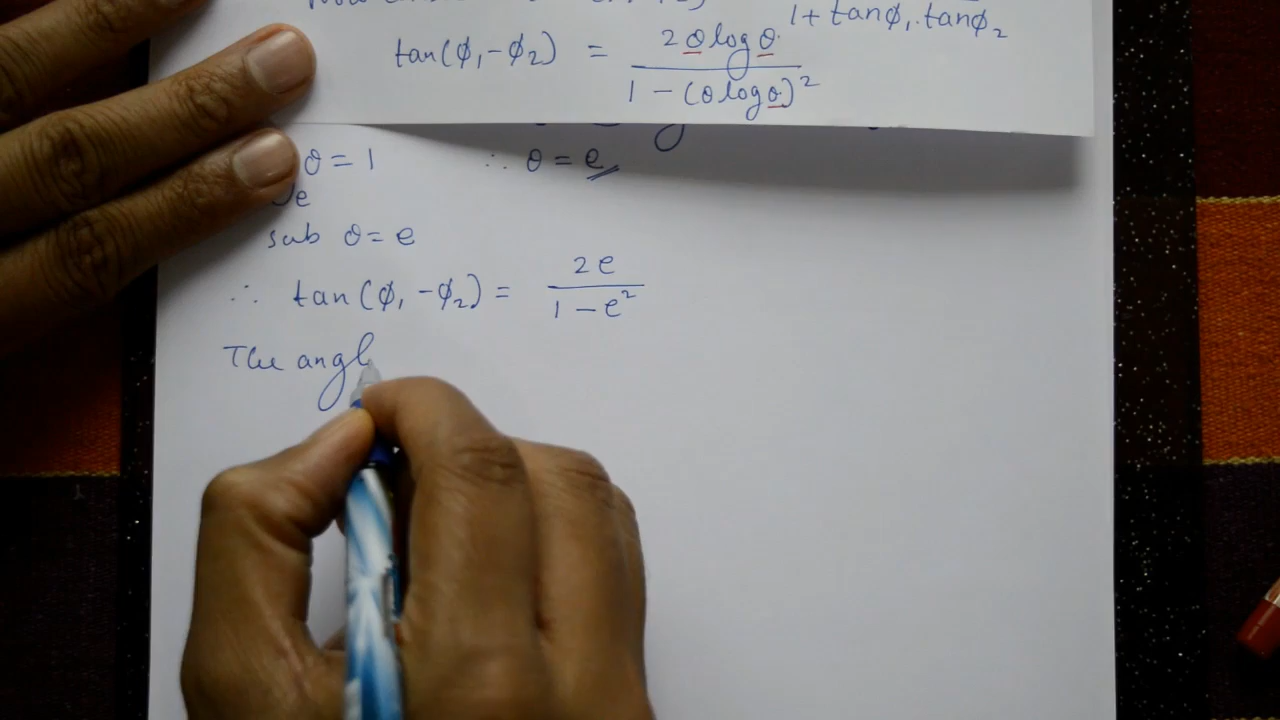 1 + tanφ₁.tanφ₂
tan(φ₁-φ₂) = 2θlogθ / 1 - (θlogθ)²
θ = 1 ∴ θ = e
sub θ = e
∴ tan(φ₁-φ₂) = 2e / 1 - e²
The angl